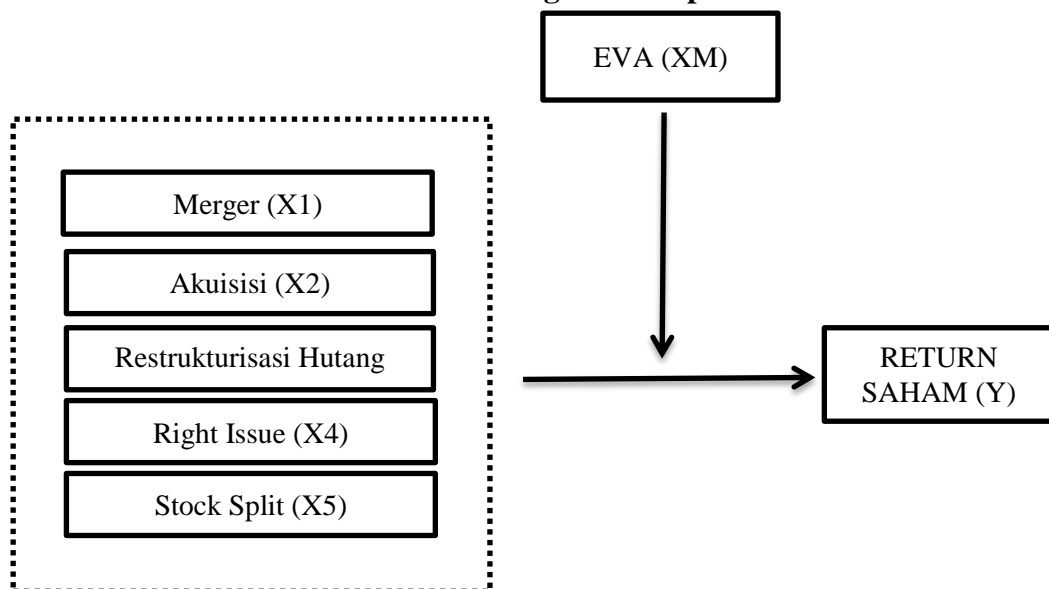 EVA (XM)
Merger (X1)
Akuisisi (X2)
Restrukturisasi Hutang
Right Issue (X4)
Stock Split (X5)
RETURN
SAHAM (Y)